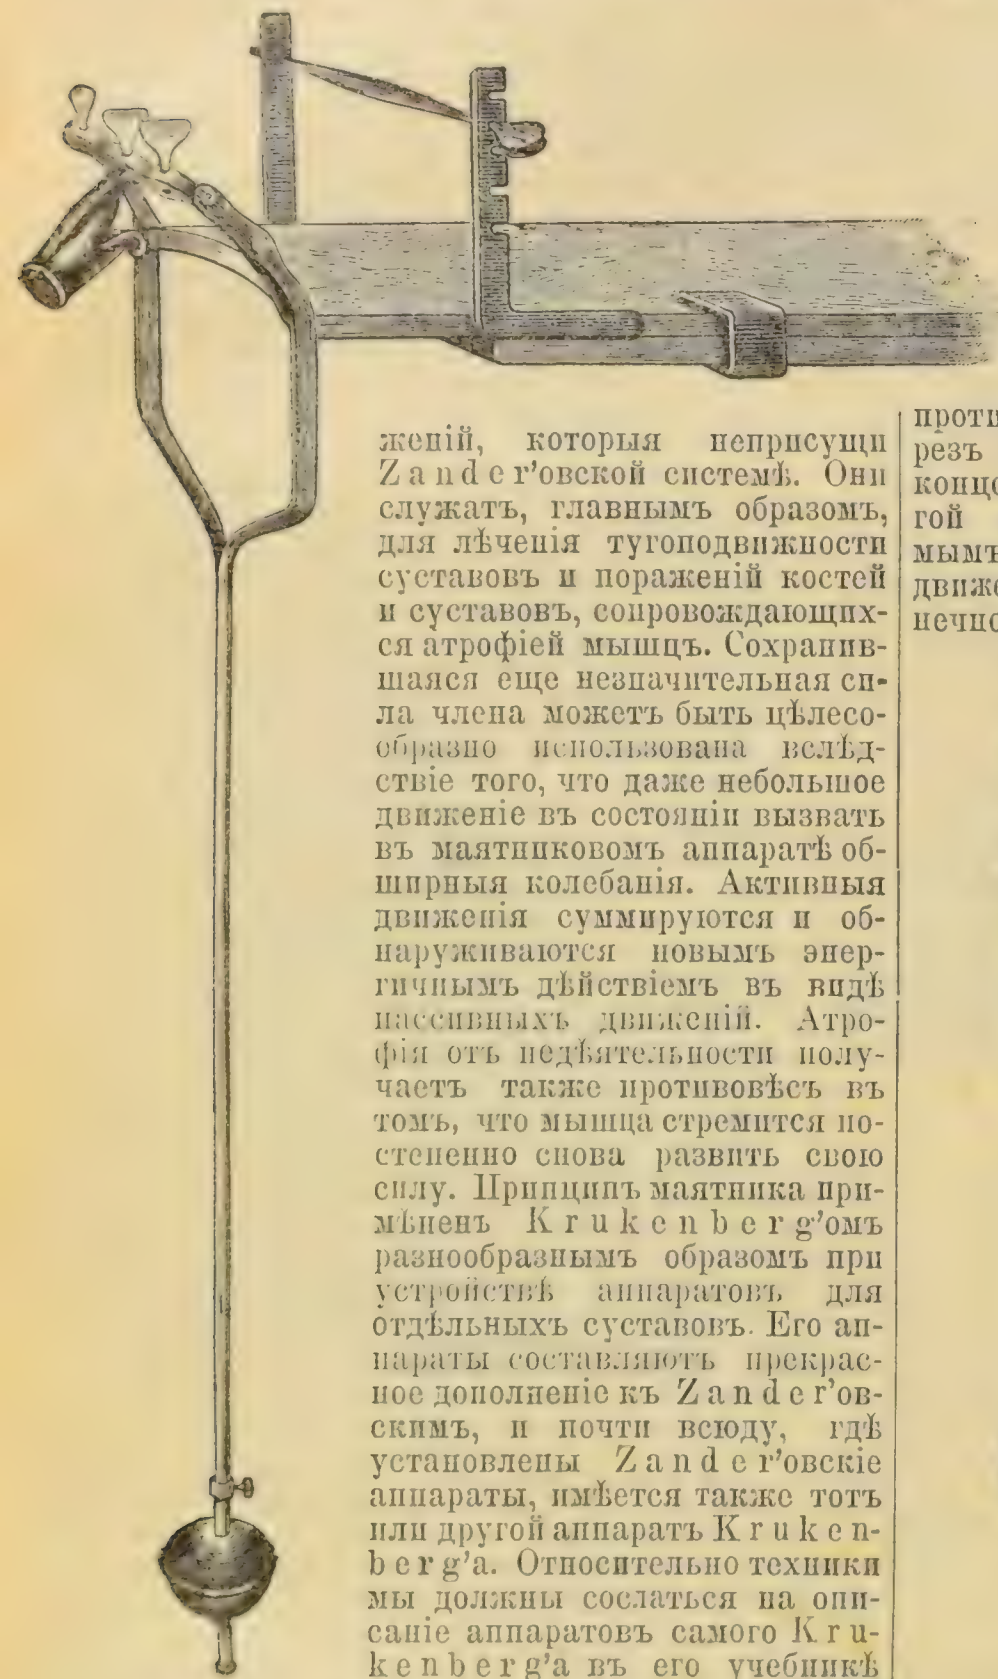 женій, которыя неприсущи
Zander’овской системѣ. Они
служатъ, главнымъ образомъ,
для лѣченія тугоподвижности
суставовъ и пораженій костей
и суставовъ, сопровождающих-
ся атрофіей мышцъ. Сохранив-
шаяся еще незначительная си-
ла члена можетъ быть цѣлесо-
образно использована вслѣд-
ствіе того, что даже небольшое
движеніе въ состояніи вызвать
въ маятниковомъ аппаратѣ об-
ширныя колебанія. Активныя
движенія суммируются и об-
наруживаются новымъ энер-
гичнымъ дѣйствіемъ въ видѣ
пассивныхъ движеній. Атро-
фія отъ недѣятельности полу-
чаетъ также противовѣсъ въ
томъ, что мышца стремится по-
степенно снова развить свою
силу. Принципъ маятника при-
мѣненъ Krukenberg’омъ
разнообразнымъ образомъ при
устройствѣ аппаратовъ для
отдѣльныхъ суставовъ. Его ап-
параты составляютъ прекрас-
ное дополненіе къ Zander’ов-
скимъ, и почти всюду, гдѣ
установлены Zander’овскіе
аппараты, имѣется также тотъ
или другой аппаратъ Kruken-
berg’а. Относительно техники
мы должны сослаться на опи-
саніе аппаратовъ самого Kru-
kenberg’а въ его учебникѣ
проти
резъ
концо
гой
мымъ
движе
нечно